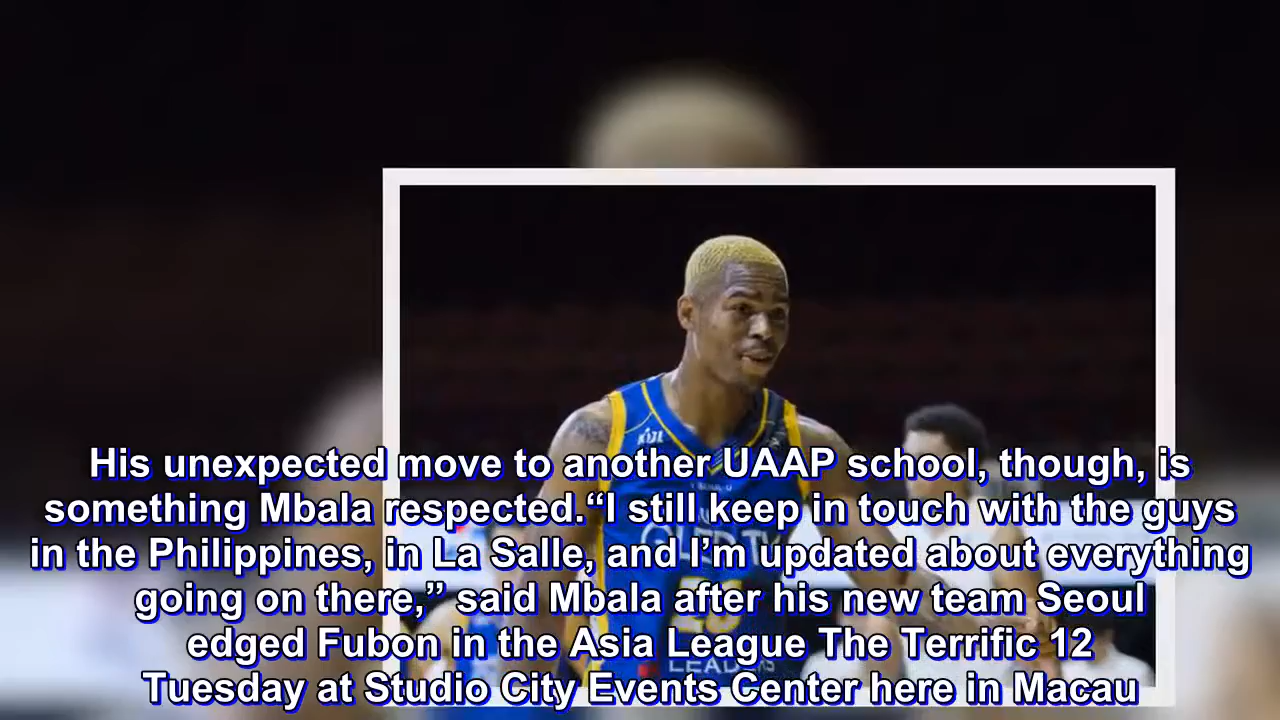 His unexpected move to another UAAP school, though, is
something Mbala respected.“I still keep in touch with the guys
in the Philippines, in La Salle, and I’m updated about everything
going on there,” said Mbala after his new team Seoul
edged Fubon in the Asia League The Terrific 12
Tuesday at Studio City Events Center here in Macau